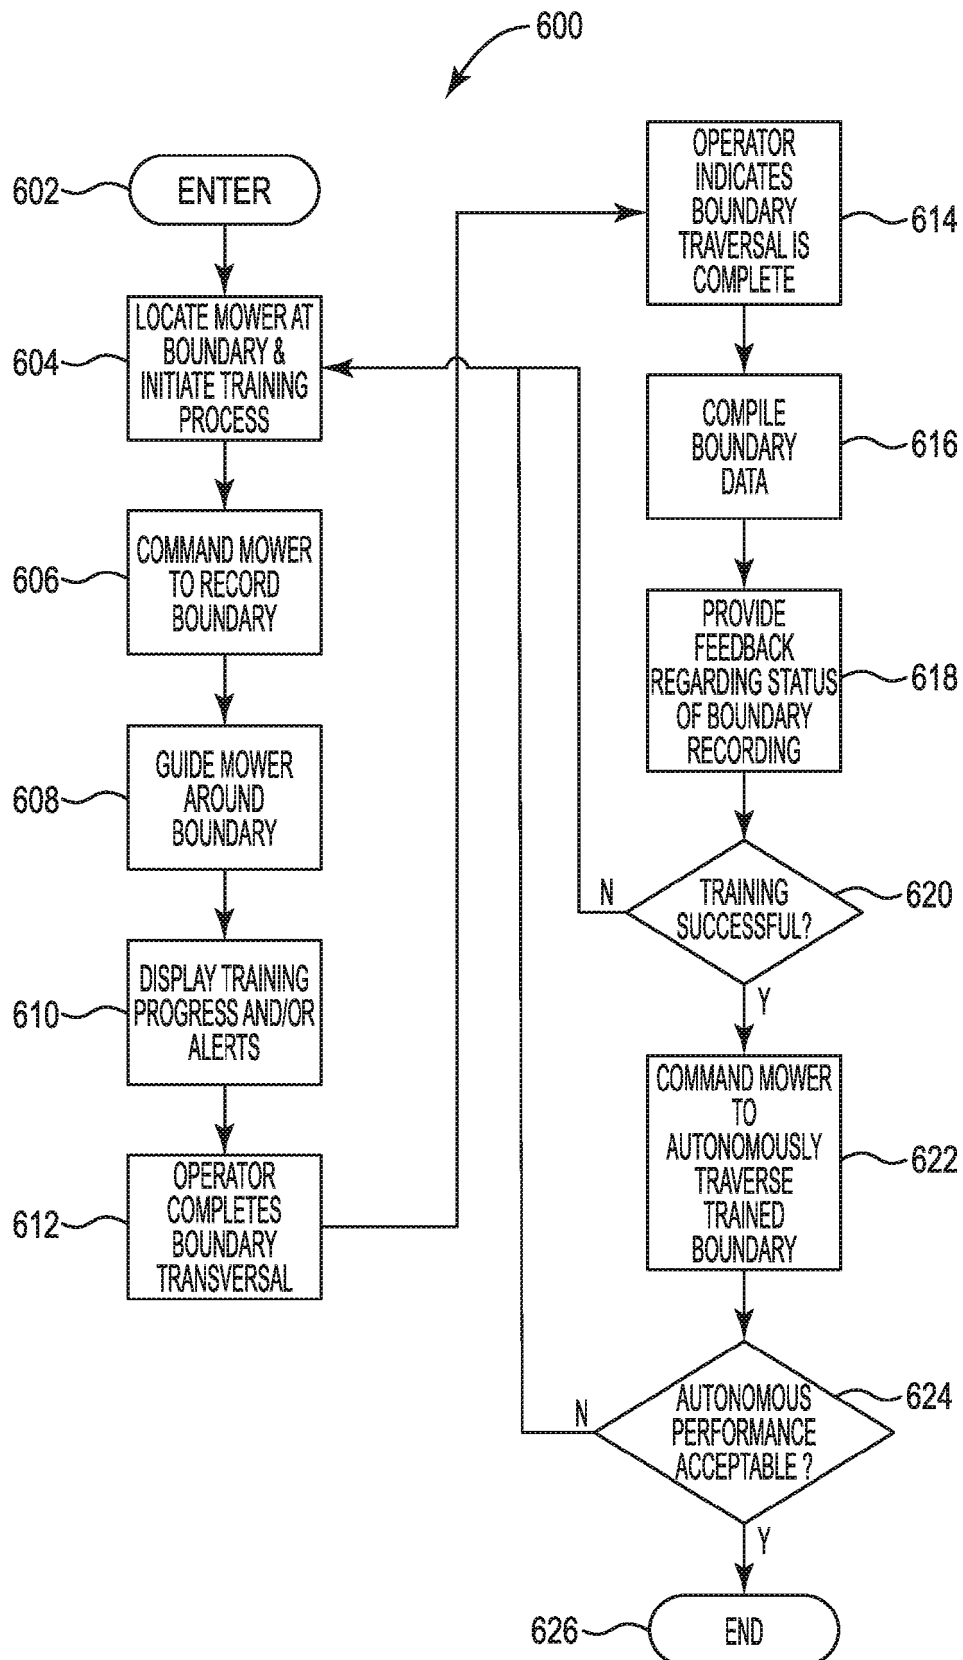 600
602
ENTER
604
LOCATE MOWER AT
BOUNDARY &
INITIATE TRAINING
PROCESS
606
COMMAND MOWER
TO RECORD
BOUNDARY
608
GUIDE MOWER
AROUND
BOUNDARY
610
DISPLAY TRAINING
PROGRESS AND/OR
ALERTS
612
OPERATOR
COMPLETES
BOUNDARY
TRANSVERSAL
OPERATOR
INDICATES
BOUNDARY
TRAVERSAL IS
COMPLETE
614
COMPILE
BOUNDARY
DATA
616
PROVIDE
FEEDBACK
REGARDING STATUS
OF BOUNDARY
RECORDING
618
N
TRAINING
SUCCESSFUL?
620
Y
COMMAND MOWER
TO
AUTONOMOUSLY
TRAVERSE
TRAINED
BOUNDARY
622
N
AUTONOMOUS
PERFORMANCE
ACCEPTABLE ?
624
Y
626
END